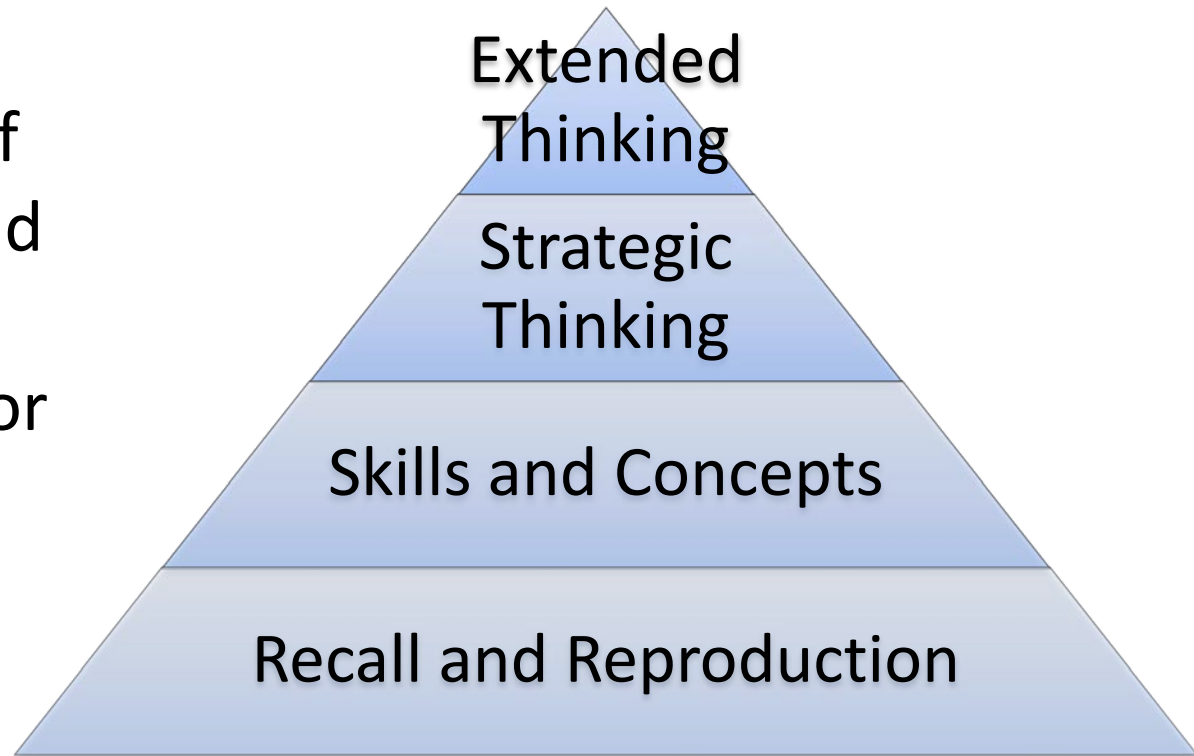 Extended
Thinking
Strategic
Thinking
Skills and Concepts
Recall and Reproduction